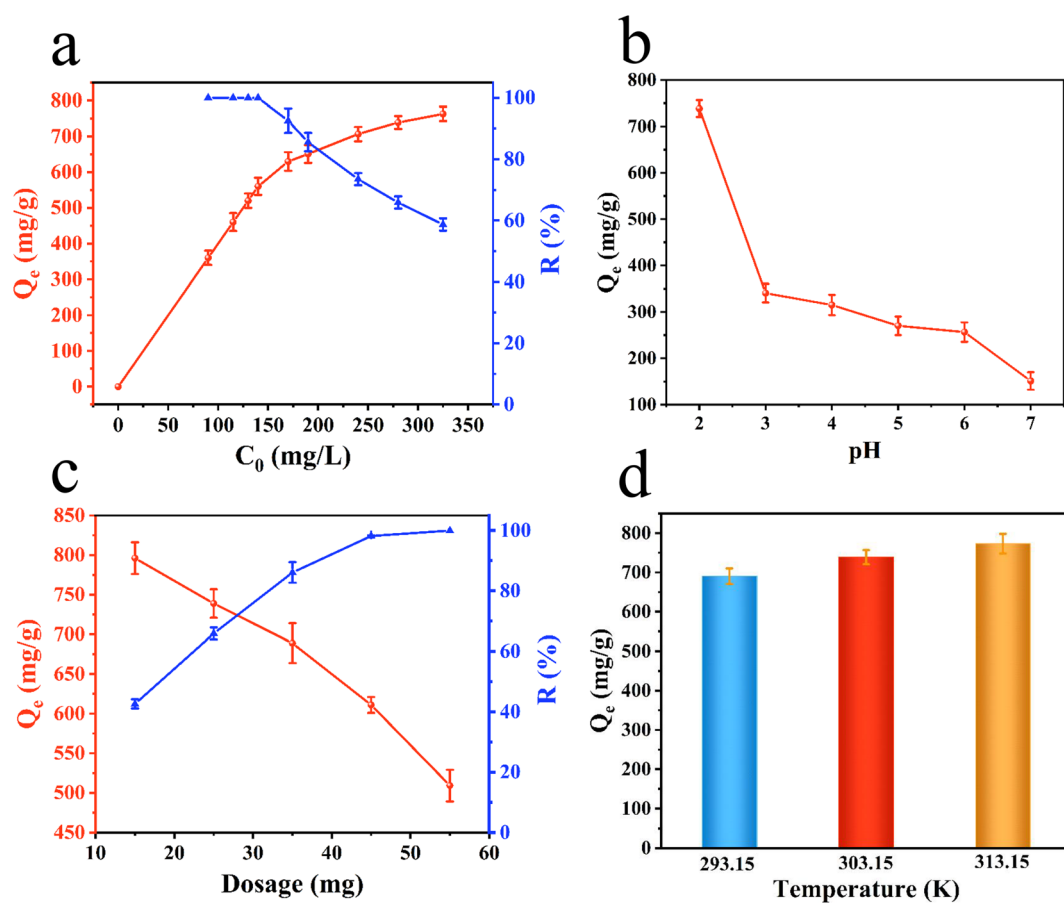 a
800
700
600
500
400
300
200
100
0
Qₑ (mg/g)
100
80
60
40
20
0
R (%)
0 50 100 150 200 250 300 350
C₀ (mg/L)
b
800
700
600
500
400
300
200
100
Qₑ (mg/g)
2 3 4 5 6 7
pH
c
850
800
750
700
650
600
550
500
450
Qₑ (mg/g)
100
80
60
40
20
0
R (%)
10 20 30 40 50 60
Dosage (mg)
d
800
700
600
500
400
300
200
100
0
Qₑ (mg/g)
293.15 303.15 313.15
Temperature (K)